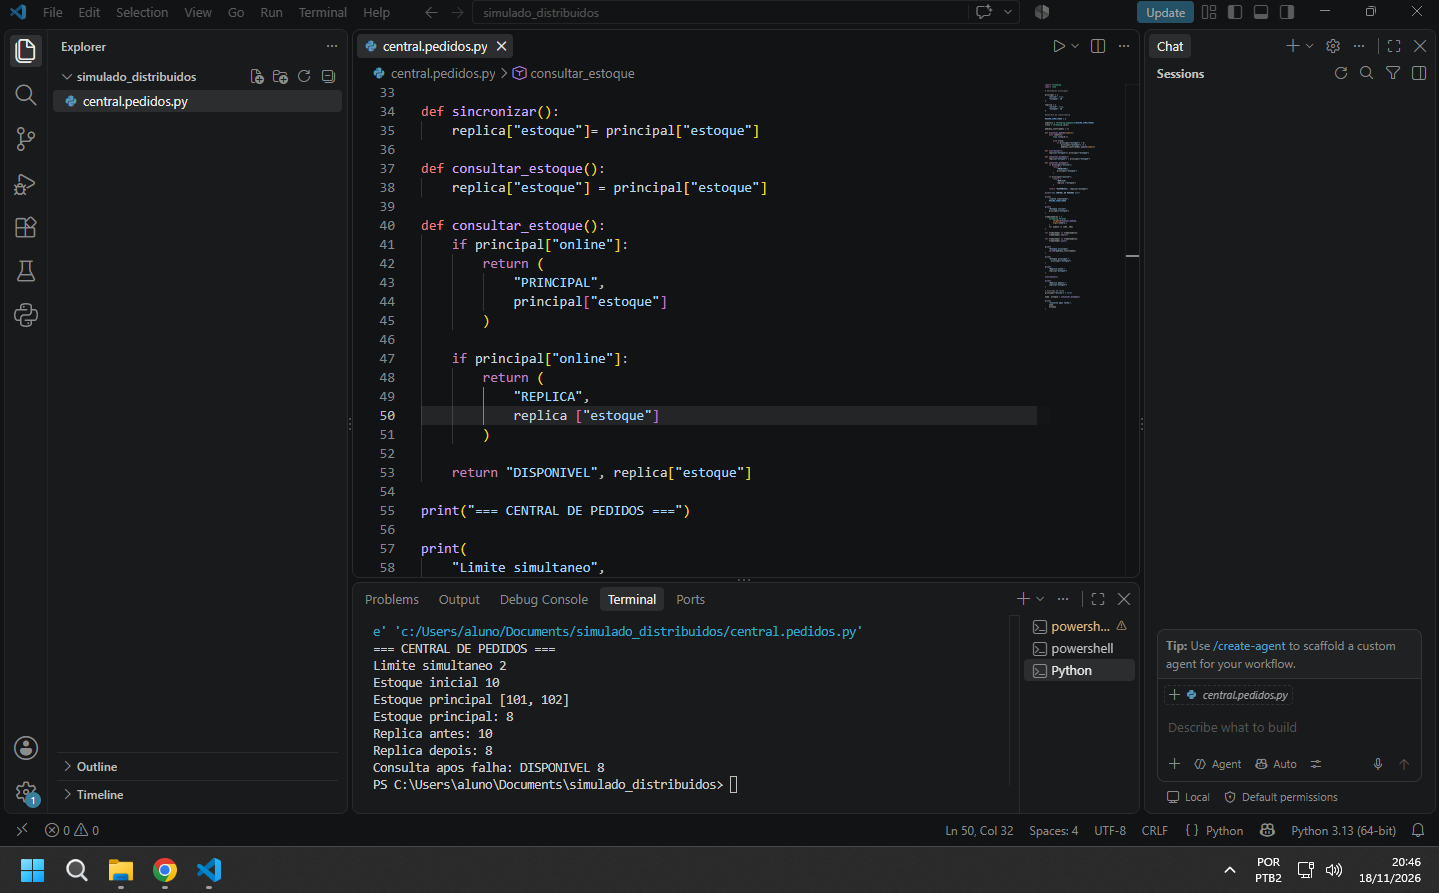 File Edit Selection View Go Run Terminal Help
simulado_distribuidos
Update
Explorer
simulado_distribuidos
central.pedidos.py
Outline
Timeline
central.pedidos.py
central.pedidos.py > consultar_estoque
33
34 def sincronizar():
35 replica["estoque"]= principal["estoque"]
36
37 def consultar_estoque():
38 replica["estoque"] = principal["estoque"]
39
40 def consultar_estoque():
41 if principal["online"]:
42 return (
43 "PRINCIPAL",
44 principal["estoque"]
45 )
46
47 if principal["online"]:
48 return (
49 "REPLICA",
50 replica ["estoque"]
51 )
52
53 return "DISPONIVEL", replica["estoque"]
54
55 print("=== CENTRAL DE PEDIDOS ===")
56
57 print(
58 "Limite simultaneo",
Problems Output Debug Console Terminal Ports
e' 'c:/Users/aluno/Documents/simulado_distribuidos/central.pedidos.py'
=== CENTRAL DE PEDIDOS ===
Limite simultaneo 2
Estoque inicial 10
Estoque principal [101, 102]
Estoque principal: 8
Replica antes: 10
Replica depois: 8
Consulta apos falha: DISPONIVEL 8
PS C:\Users\aluno\Documents\simulado_distribuidos>
powersh...
powershell
Python
Chat
Sessions
Tip: Use /create-agent to scaffold a custom
agent for your workflow.
central.pedidos.py
Describe what to build
Agent Auto
Local Default permissions
1
0 0
Ln 50, Col 32 Spaces: 4 UTF-8 CRLF { } Python Python 3.13 (64-bit)
POR
PTB2
20:46
18/11/2026